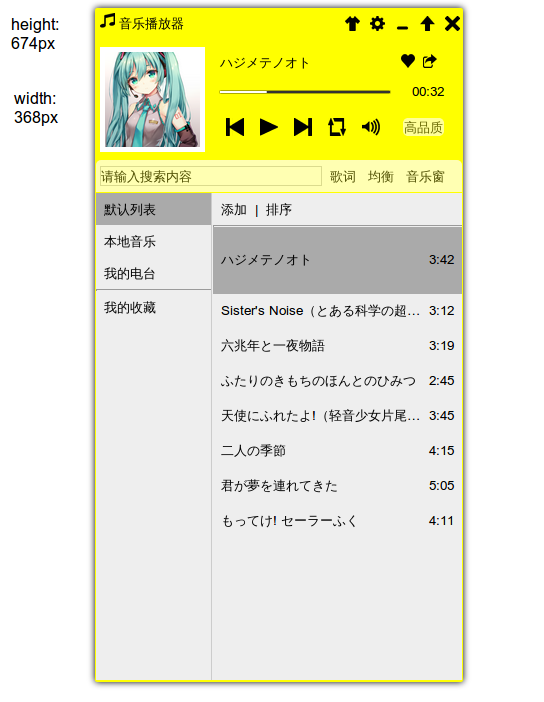 height:
674px
width:
368px
音乐播放器
ハジメテノオト
00:32
高品质
请输入搜索内容 歌词 均衡 音乐窗
默认列表
本地音乐
我的电台
我的收藏
添加 | 排序
ハジメテノオト 3:42
Sister's Noise（とある科学の超... 3:12
六兆年と一夜物語 3:19
ふたりのきもちのほんとのひみつ 2:45
天使にふれたよ!（轻音少女片尾... 3:45
二人の季節 4:15
君が夢を連れてきた 5:05
もってけ! セーラーふく 4:11